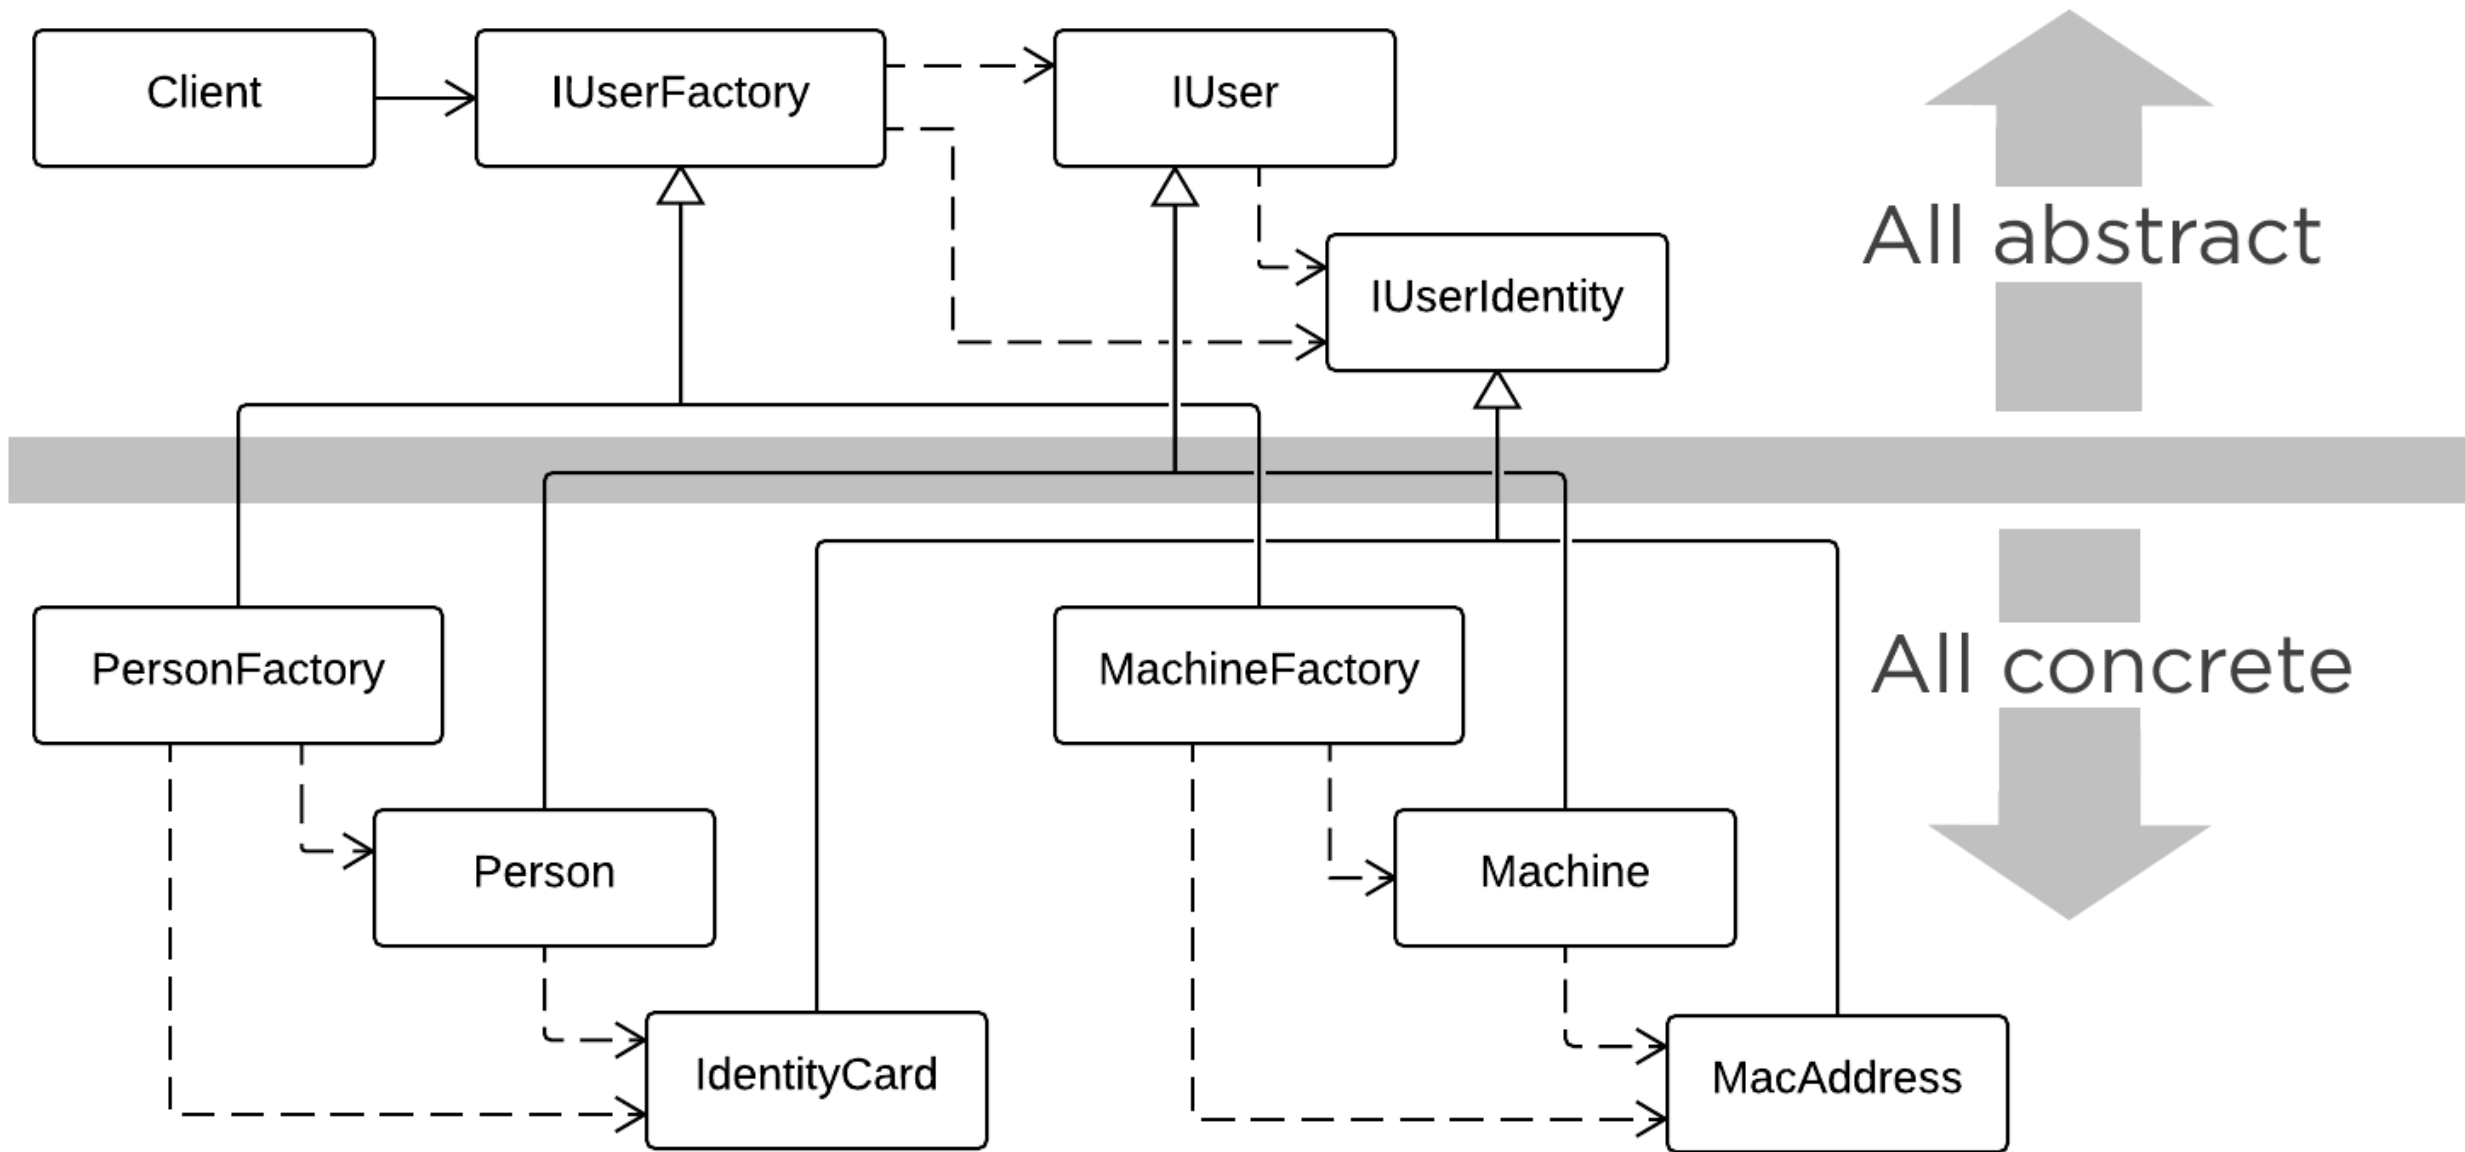 Client
IUserFactory
IUser
All abstract
IUserIdentity
PersonFactory
MachineFactory
All concrete
Person
Machine
IdentityCard
MacAddress